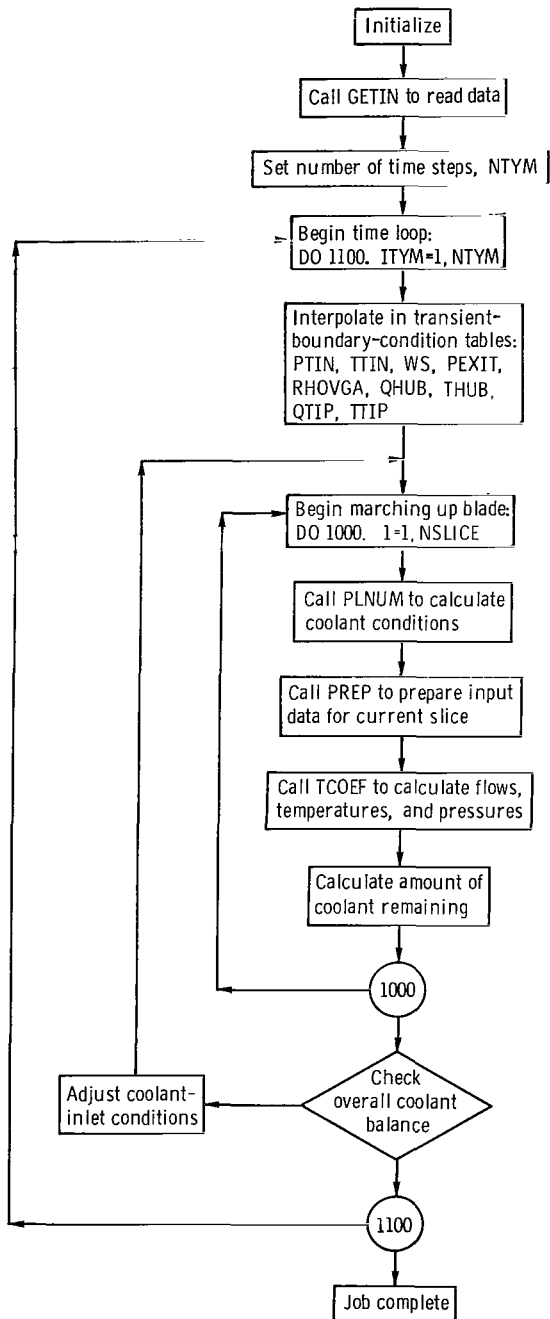 Initialize
Call GETIN to read data
Set number of time steps, NTYM
Begin time loop:
DO 1100. ITYM=1, NTYM
Interpolate in transient-
boundary-condition tables:
PTIN, TTIN, WS, PEXIT,
RHOVGA, QHUB, THUB,
QTIP, TTIP
Begin marching up blade:
DO 1000. 1=1, NSLICE
Call PLNUM to calculate
coolant conditions
Call PREP to prepare input
data for current slice
Call TCOEF to calculate flows,
temperatures, and pressures
Calculate amount of
coolant remaining
1000
Check
overall coolant
balance
Adjust coolant-
inlet conditions
1100
Job complete